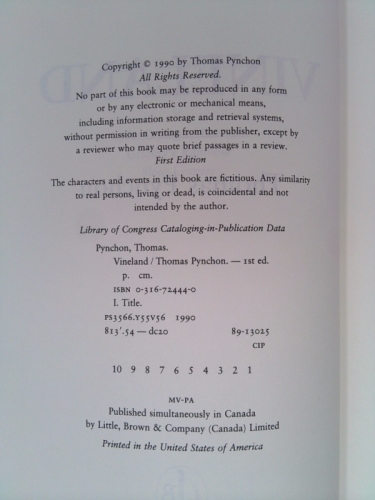 Copyright © 1990 by Thomas Pynchon
All Rights Reserved.
No part of this book may be reproduced in any form
or by any electronic or mechanical means,
including information storage and retrieval systems,
without permission in writing from the publisher, except by
a reviewer who may quote brief passages in a review.
First Edition
The characters and events in this book are fictitious. Any similarity
to real persons, living or dead, is coincidental and not
intended by the author.
Library of Congress Cataloging-in-Publication Data
Pynchon, Thomas.
Vineland / Thomas Pynchon. — 1st ed.
p. cm.
ISBN 0-316-72444-0
I. Title.
PS3566.Y55V56 1990
813'.54 — dc20 89-13025
CIP
10 9 8 7 6 5 4 3 2 1
MV-PA
Published simultaneously in Canada
by Little, Brown & Company (Canada) Limited
Printed in the United States of America